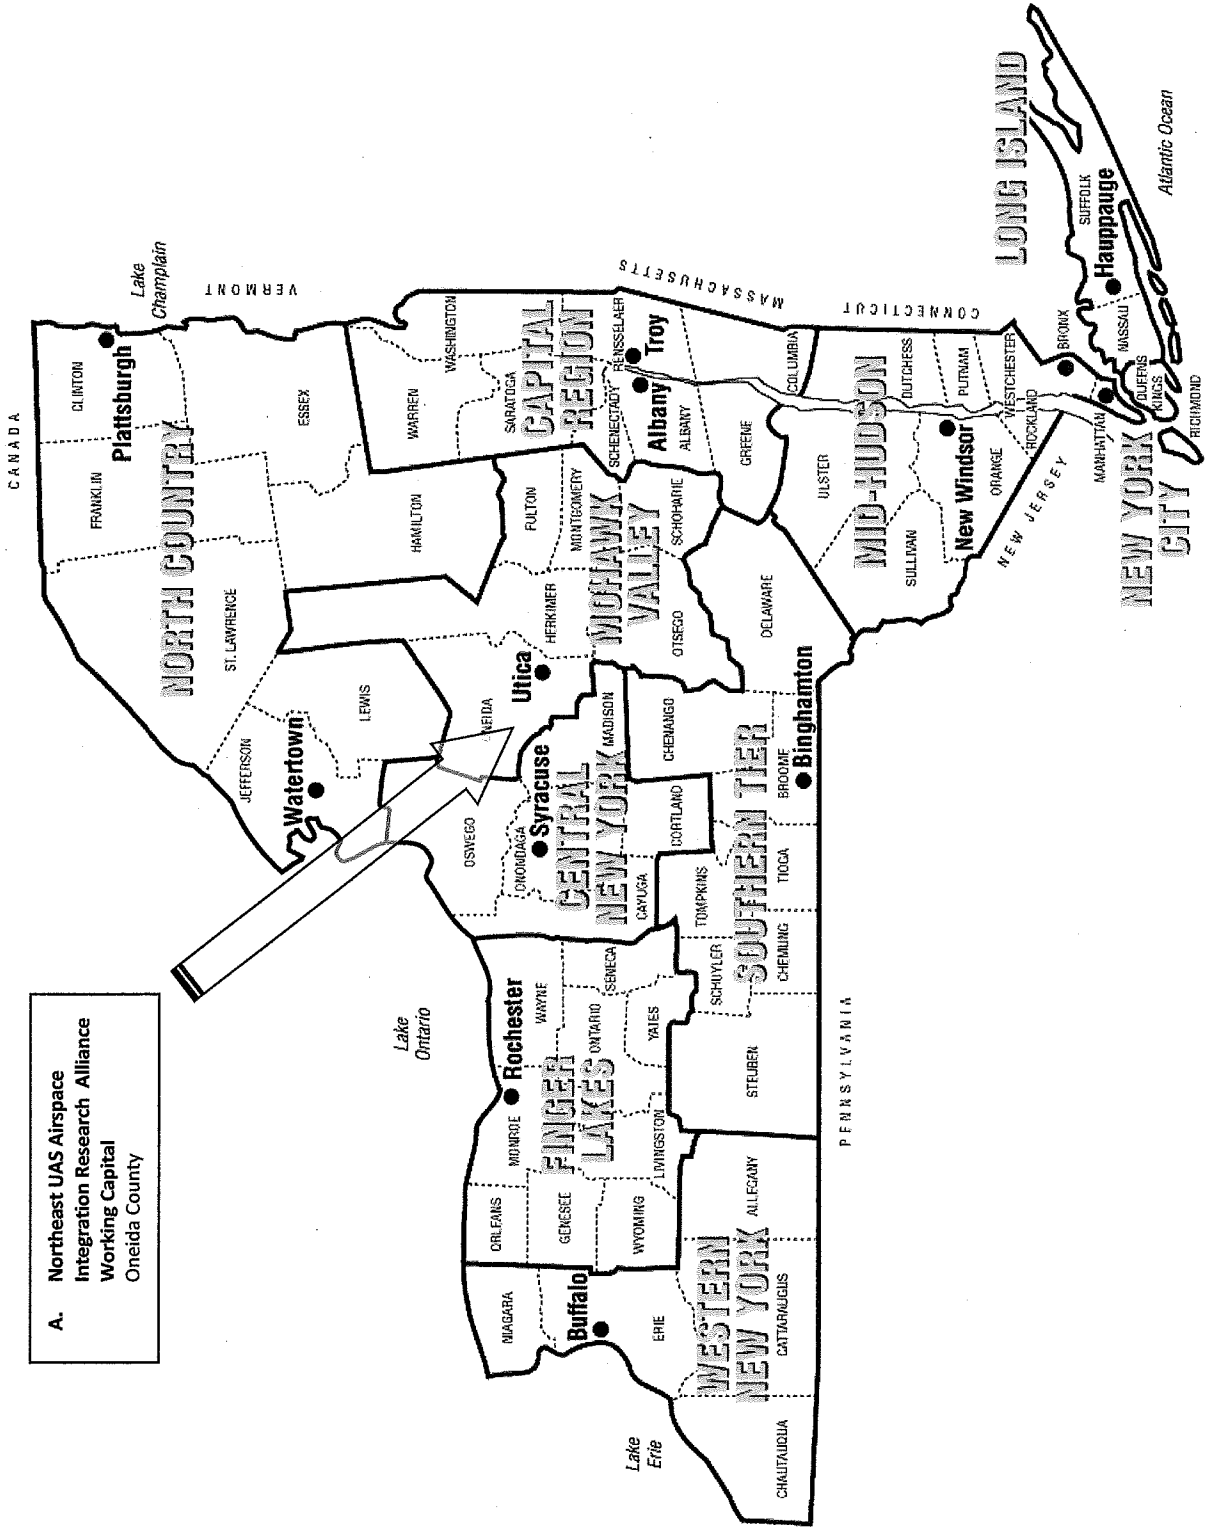 A. Northeast UAS Airspace
Integration Research Alliance
Working Capital
Oneida County
CANADA
Lake
Champlain
VERMONT
MASSACHUSETTS
CONNECTICUT
NEW JERSEY
PENNSYLVANIA
Lake
Ontario
Lake
Erie
Atlantic Ocean
NORTH COUNTRY
CLINTON
Plattsburgh
FRANKLIN
ESSEX
ST. LAWRENCE
HAMILTON
JEFFERSON
Watertown
LEWIS
CAPITAL
REGION
WARREN
WASHINGTON
SARATOGA
SCHENECTADY
RENSSELAER
Troy
Albany
ALBANY
GREENE
COLUMBIA
MOHAWK
VALLEY
FULTON
MONTGOMERY
HERKIMER
SCHOHARIE
OTSEGO
Utica
NEIDA
CENTRAL
NEW YORK
OSWEGO
ONONDAGA
Syracuse
MADISON
CAYUGA
CORTLAND
SOUTHERN TIER
CHENANGO
DELAWARE
BROOME
Binghamton
TIOGA
TOMPKINS
CHEMUNG
SCHUYLER
STEUBEN
FINGER
LAKES
Rochester
MONROE
WAYNE
SENECA
ONTARIO
YATES
LIVINGSTON
ORLEANS
GENESEE
WYOMING
WESTERN
NEW YORK
NIAGARA
Buffalo
ERIE
ALLEGANY
CATTARAUGUS
CHAUTAUQUA
MID-HUDSON
ULSTER
DUTCHESS
SULLIVAN
New Windsor
ORANGE
PUTNAM
WESTCHESTER
ROCKLAND
NEW YORK
CITY
BRONX
MANHATTAN
QUEENS
KINGS
RICHMOND
LONG ISLAND
SUFFOLK
Hauppauge
NASSAU